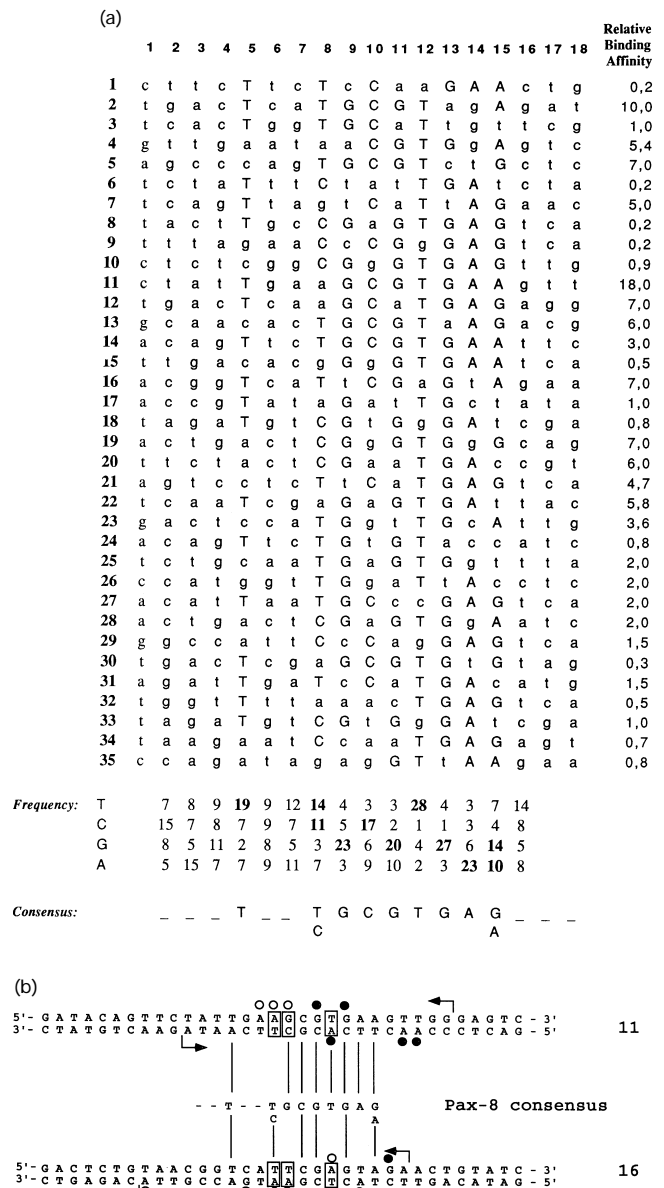 (a)
Relative
1 2 3 4 5 6 7 8 9 10 11 12 13 14 15 16 17 18 Binding
Affinity
1 c t t c T t c T c C a a G A A c t g 0,2
2 t g a c T c a T G C G T a g A g a t 10,0
3 t c a c T g g T G C a T t g t t c g 1,0
4 g t t g a a t a a C G T G g A g t c 5,4
5 a g c c c a g T G C G T c t G c t c 7,0
6 t c t a T t t C t a t T G A t c t a 0,2
7 t c a g T t a g t C a T t A G a a c 5,0
8 t a c t T g c C G a G T G A G t c a 0,2
9 t t t a g a a C c C G g G A G t c a 0,2
10 c t c t c g g C G g G T G A G t t g 0,9
11 c t a t T g a a G C G T G A A g t t 18,0
12 t g a c T c a a G C a T G A G a g g 7,0
13 g c a a c a c T G C G T a A G a c g 6,0
14 a c a g T t c T G C G T G A A t t c 3,0
15 t t g a c a c g G g G T G A A t c a 0,5
16 a c g g T c a T t C G a G t A g a a 7,0
17 a c c g T a t a G a t T G c t a t a 1,0
18 t a g a T g t C G t G g G A t c g a 0,8
19 a c t g a c t C G g G T g G c a g 7,0
20 t t c t a c t C G a a T G A c c g t 6,0
21 a g t c c t c T t C a T G A G t c a 4,7
22 t c a a T c g a G a G T G A t t a c 5,8
23 g a c t c c a T G g t T G c A t t g 3,6
24 a c a g T t c T G t G T a c c a t c 0,8
25 t c t g c a a T G a G T G g t t t a 2,0
26 c c a t g g t T G g a T t A c c t c 2,0
27 a c a t T a a T G C c c G A G t c a 2,0
28 a c t g a c t C G a G T G g A a t c 2,0
29 g g c c a t t C c C a g G A G t c a 1,5
30 t g a c T c g a G C G T G t G t a g 0,3
31 a g a t T g a T c C a T G A c a t g 1,5
32 t g g t T t t a a a c T G A G t c a 0,5
33 t a g a T g t C G t G g G A t c g a 1,0
34 t a a g a a t C c a a T G A G a g t 0,7
35 c c a g a t a g a g G T t A A g a a 0,8
Frequency: T 7 8 9 19 9 12 14 4 3 3 28 4 3 7 14
C 15 7 8 7 9 7 11 5 17 2 1 1 3 4 8
G 8 5 11 2 8 5 3 23 6 20 4 27 6 14 5
A 5 15 7 7 9 11 7 3 9 10 2 3 23 10 8
Consensus: _ _ _ T _ _ T G C G T G A G _ _ _
C A
(b)
5'- G A T A C A G T T C T A T T G A A G C G T G A A G T T G G G A G T C - 3' 11
3'- C T A T G T C A A G A T A A C T T C G C A C T T C A A C C C T C A G - 5'
- - T - - T G C G T G A G Pax-8 consensus
C A
5'- G A C T C T G T A A C G G T C A T T C G A G T A G A A C T G T A T C - 3' 16
3'- C T G A G A C A T T G C C A G T A A G C T C A T C T T G A C A T A G - 5'